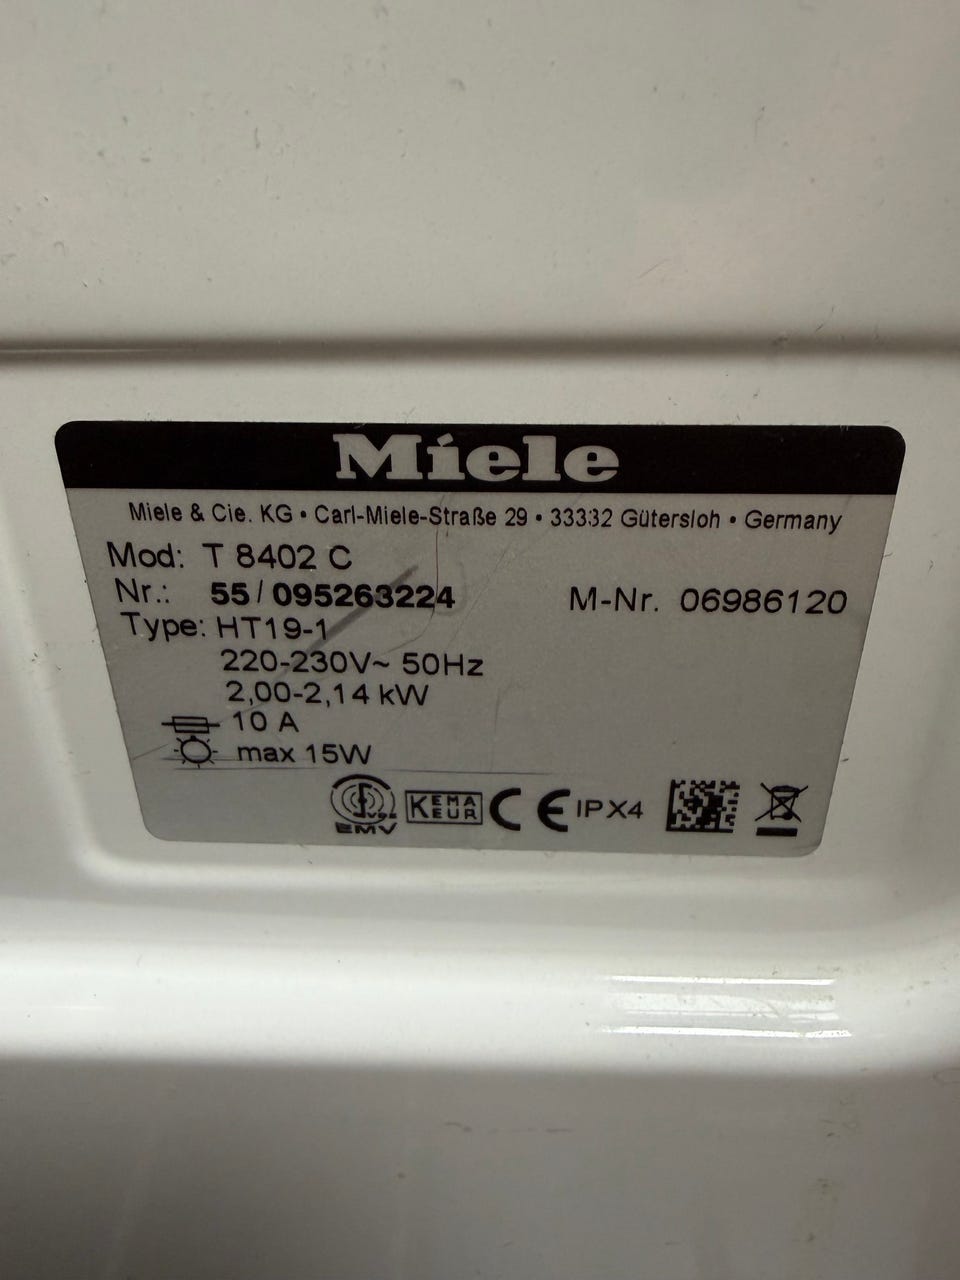 Miele
Miele & Cie. KG • Carl-Miele-Straße 29 • 33332 Gütersloh • Germany
Mod: T 8402 C
Nr.: 55 / 095263224 M-Nr. 06986120
Type: HT19-1
220-230V~ 50Hz
2,00-2,14 kW
10 A
max 15W
VDE KEMA KEUR CE IPX4
EMV